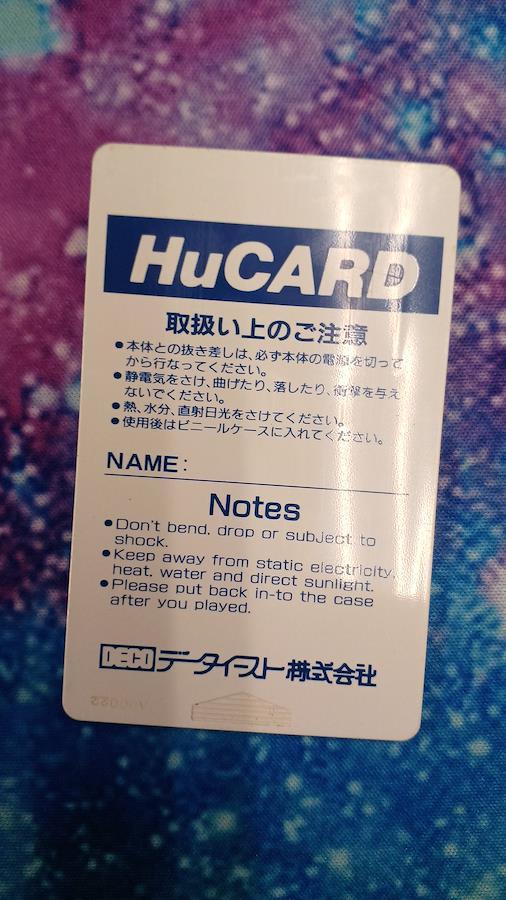 HuCARD
取扱い上のご注意
●本体との抜き差しは、必ず本体の電源を切って
から行なってください。
●静電気をさけ、曲げたり、落したり、衝撃を与え
ないでください。
●熱、水分、直射日光をさけてください。
●使用後はビニールケースに入れてください。
NAME:
Notes
●Don't bend, drop or subject to
shock.
●Keep away from static electricity,
heat, water and direct sunlight.
●Please put back in-to the case
after you played.
DECO データイースト株式会社